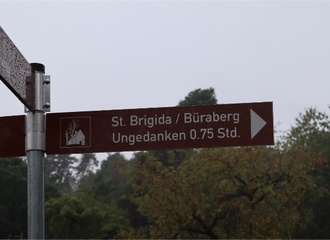 St. Brigida / Büraberg
Ungedanken 0.75 Std.